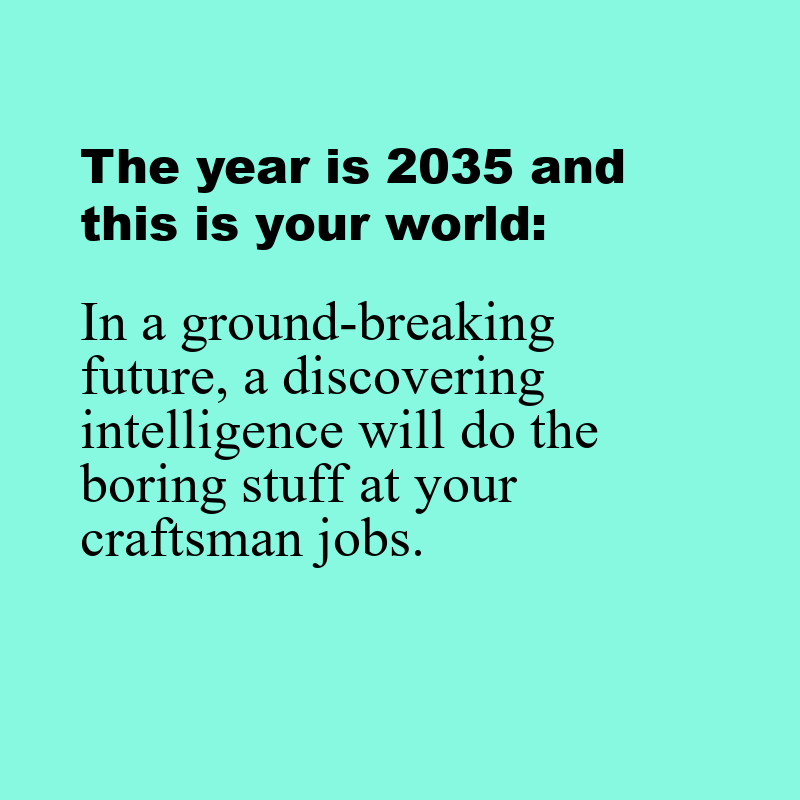 The year is 2035 and
this is your world:
In a ground-breaking
future, a discovering
intelligence will do the
boring stuff at your
craftsman jobs.